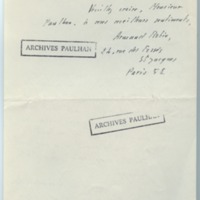 Veuillez croire, Monsieur
Paulhan, à mes meilleurs sentiments,
Armand
ARCHIVES PAULHAN
24, rue des Fossés
St Jacques
Paris 5e
ARCHIVES PAULHAN